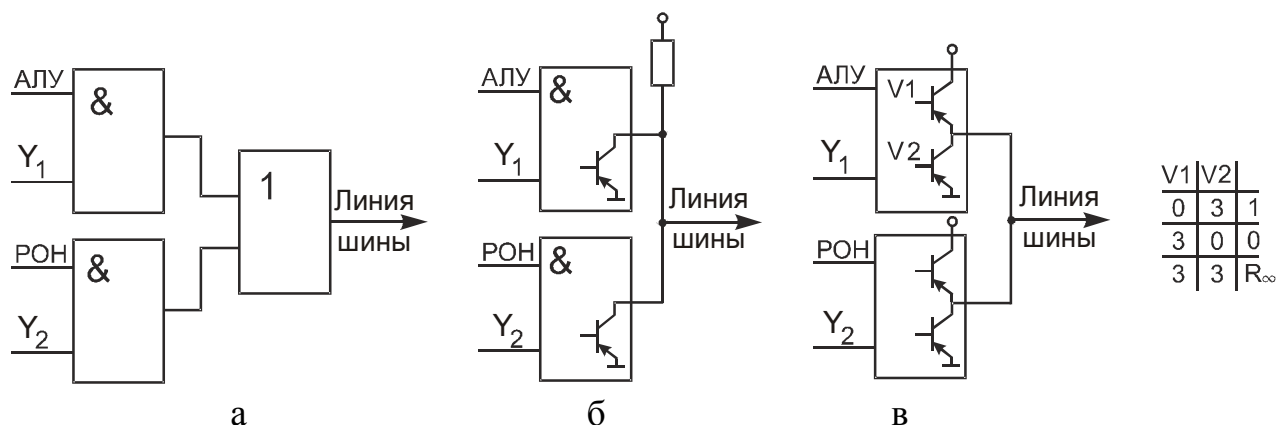 АЛУ
&
Y1
РОН
&
Y2
1
Линия
шины
а
АЛУ
&
Y1
РОН
&
Y2
Линия
шины
б
АЛУ
V1
Y1
V2
РОН
Y2
Линия
шины
в
V1 V2
0 3 1
3 0 0
3 3 R∞